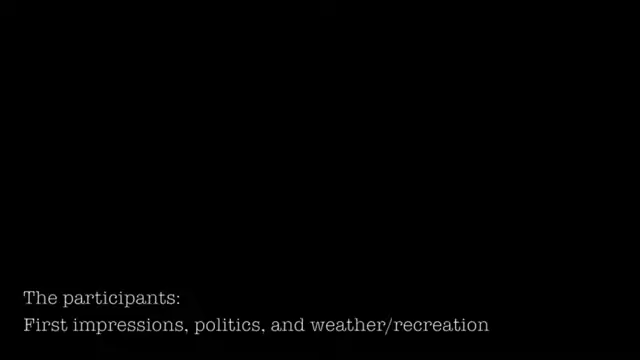 The participants:
First impressions, politics, and weather/recreation